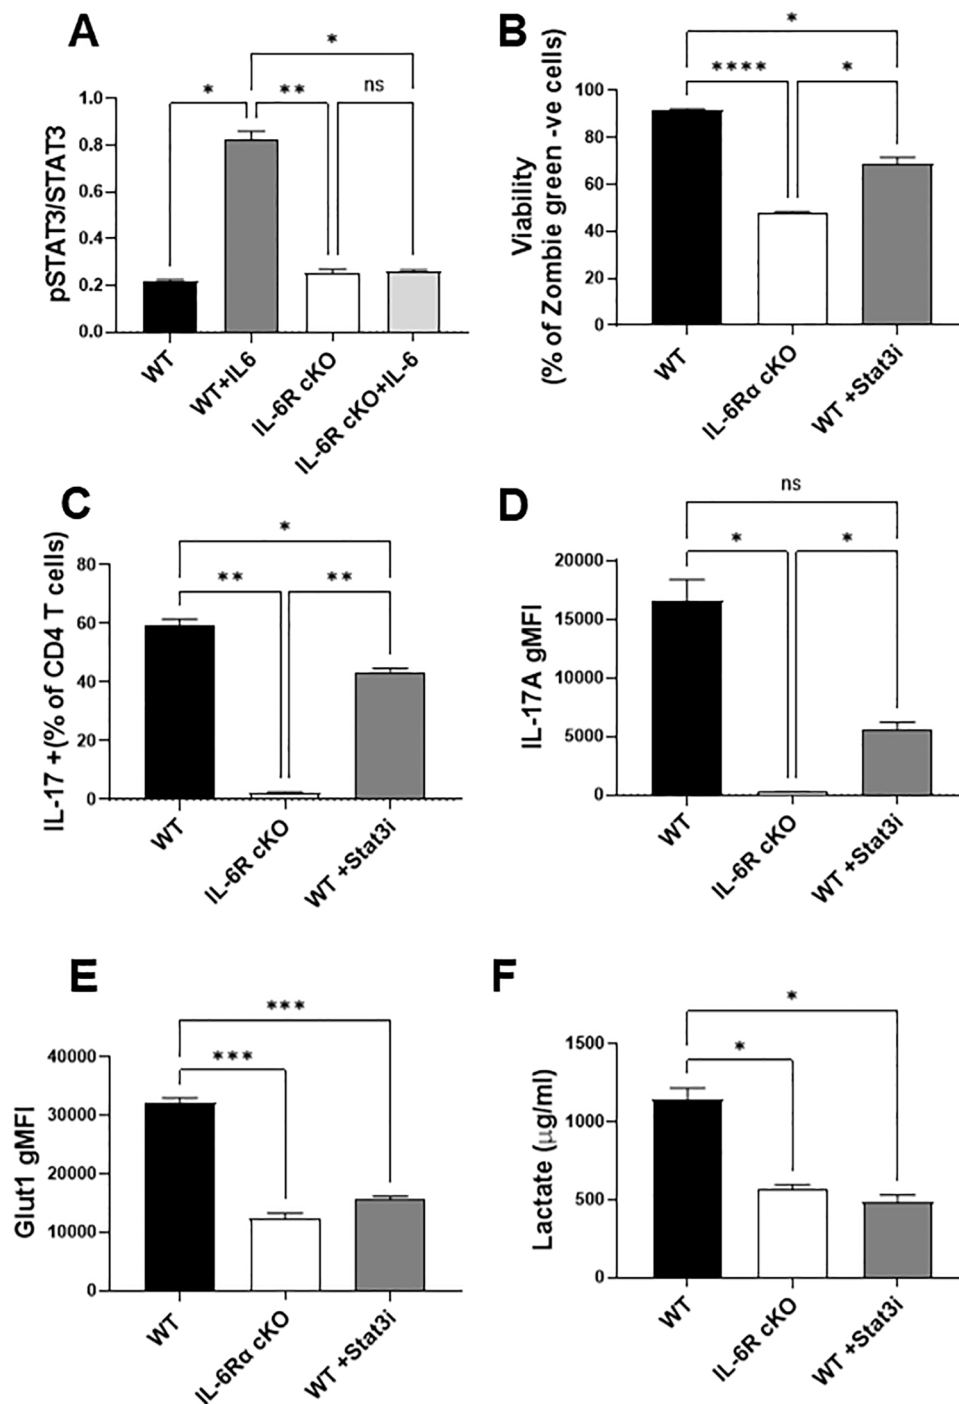 A
*
* ** ns
1.0
0.8
0.6
0.4
0.2
0.0
pSTAT3/STAT3
WT
WT+IL6
IL-6R cKO
IL-6R cKO+IL-6
B
*
**** *
100
80
60
40
20
0
Viability
(% of Zombie green -ve cells)
WT
IL-6Rα cKO
WT +Stat3i
C
*
** **
80
60
40
20
0
IL-17 +(% of CD4 T cells)
WT
IL-6R cKO
WT +Stat3i
D
ns
* *
20000
15000
10000
5000
0
IL-17A gMFI
WT
IL-6R cKO
WT +Stat3i
E
***
***
40000
30000
20000
10000
0
Glut1 gMFI
WT
IL-6Rα cKO
WT +Stat3i
F
*
*
1500
1000
500
0
Lactate (µg/ml)
WT
IL-6R cKO
WT +Stat3i